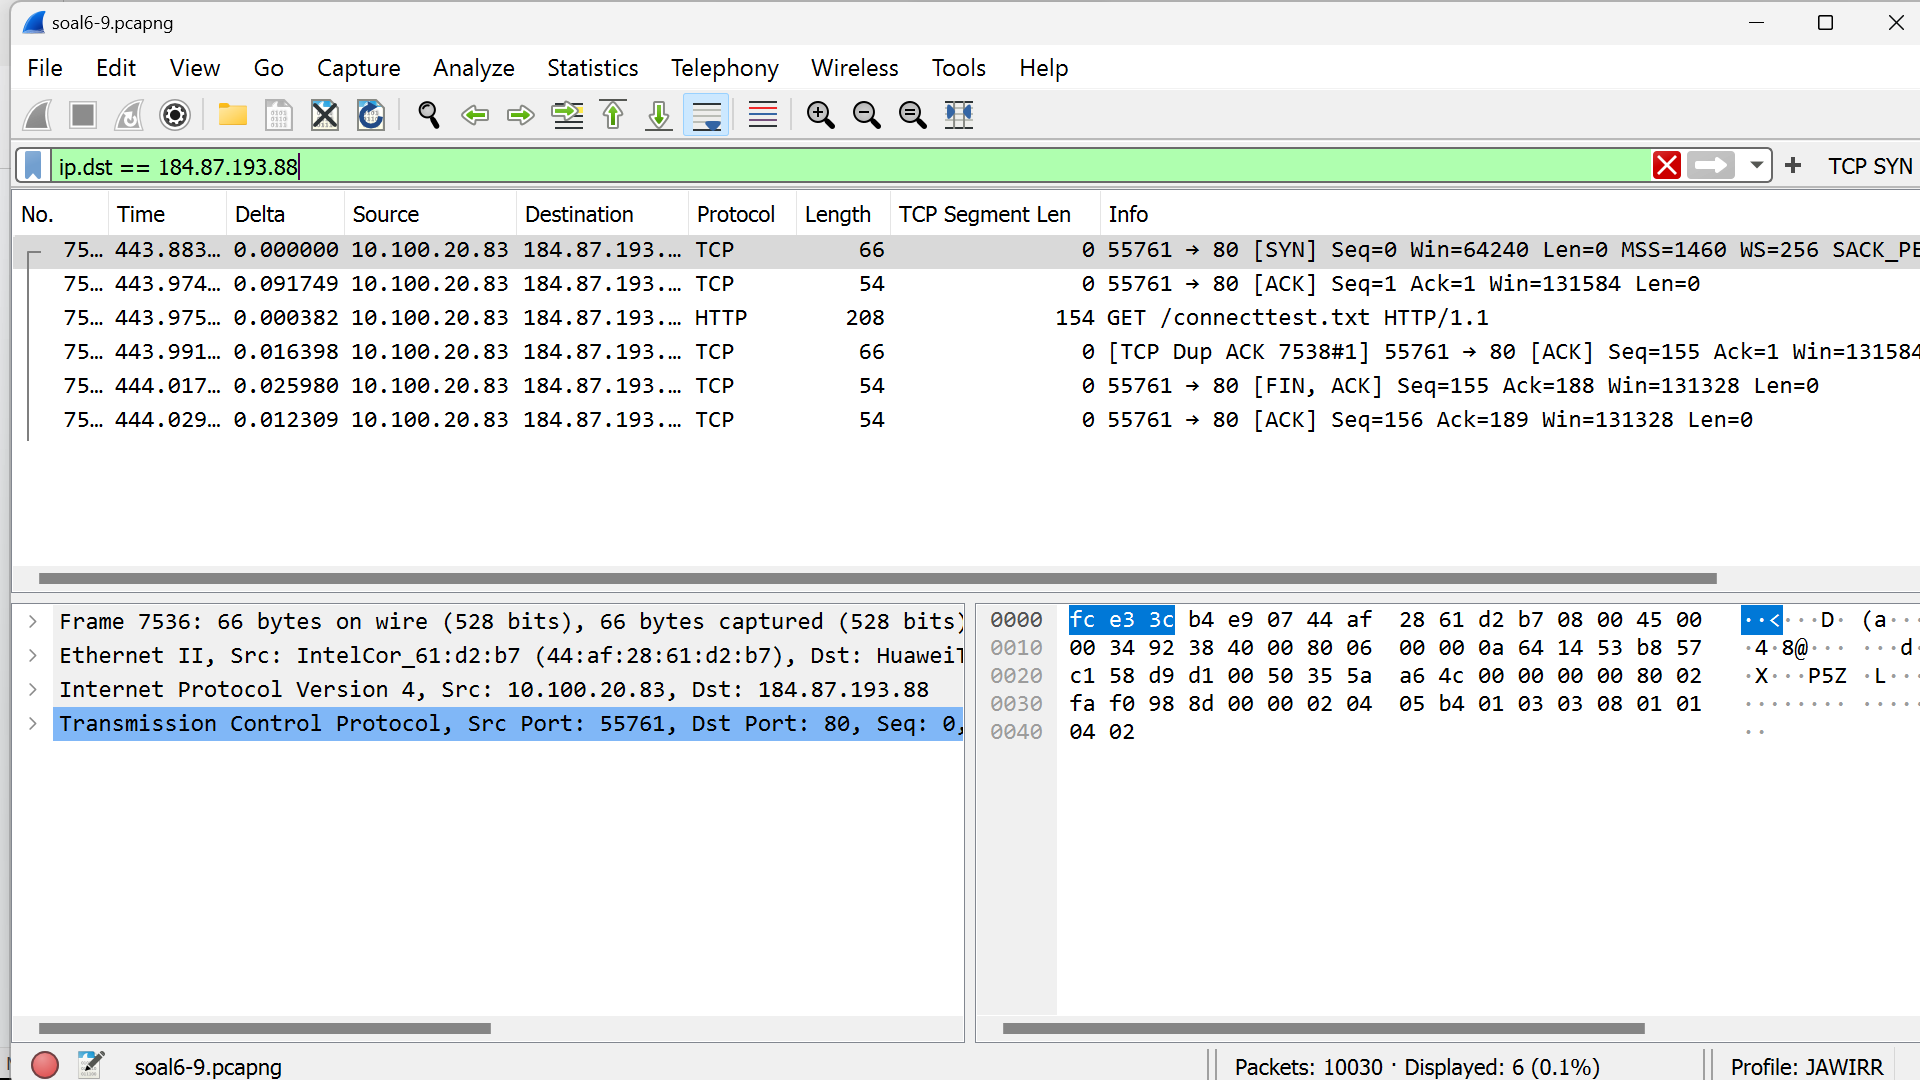 soal6-9.pcapng
File Edit View Go Capture Analyze Statistics Telephony Wireless Tools Help
ip.dst == 184.87.193.88
TCP SYN
No. Time Delta Source Destination Protocol Length TCP Segment Len Info
75… 443.883… 0.000000 10.100.20.83 184.87.193.… TCP 66 0 55761 → 80 [SYN] Seq=0 Win=64240 Len=0 MSS=1460 WS=256 SACK_PE
75… 443.974… 0.091749 10.100.20.83 184.87.193.… TCP 54 0 55761 → 80 [ACK] Seq=1 Ack=1 Win=131584 Len=0
75… 443.975… 0.000382 10.100.20.83 184.87.193.… HTTP 208 154 GET /connecttest.txt HTTP/1.1
75… 443.991… 0.016398 10.100.20.83 184.87.193.… TCP 66 0 [TCP Dup ACK 7538#1] 55761 → 80 [ACK] Seq=155 Ack=1 Win=131584
75… 444.017… 0.025980 10.100.20.83 184.87.193.… TCP 54 0 55761 → 80 [FIN, ACK] Seq=155 Ack=188 Win=131328 Len=0
75… 444.029… 0.012309 10.100.20.83 184.87.193.… TCP 54 0 55761 → 80 [ACK] Seq=156 Ack=189 Win=131328 Len=0
Frame 7536: 66 bytes on wire (528 bits), 66 bytes captured (528 bits)
Ethernet II, Src: IntelCor_61:d2:b7 (44:af:28:61:d2:b7), Dst: HuaweiT
Internet Protocol Version 4, Src: 10.100.20.83, Dst: 184.87.193.88
Transmission Control Protocol, Src Port: 55761, Dst Port: 80, Seq: 0,
0000 fc e3 3c b4 e9 07 44 af 28 61 d2 b7 08 00 45 00 ··<···D· (a···
0010 00 34 92 38 40 00 80 06 00 00 0a 64 14 53 b8 57 ·4·8@··· ···d·
0020 c1 58 d9 d1 00 50 35 5a a6 4c 00 00 00 00 80 02 ·X···P5Z ·L···
0030 fa f0 98 8d 00 00 02 04 05 b4 01 03 03 08 01 01 ········ ·····
0040 04 02 ··
soal6-9.pcapng
Packets: 10030 · Displayed: 6 (0.1%)
Profile: JAWIRR